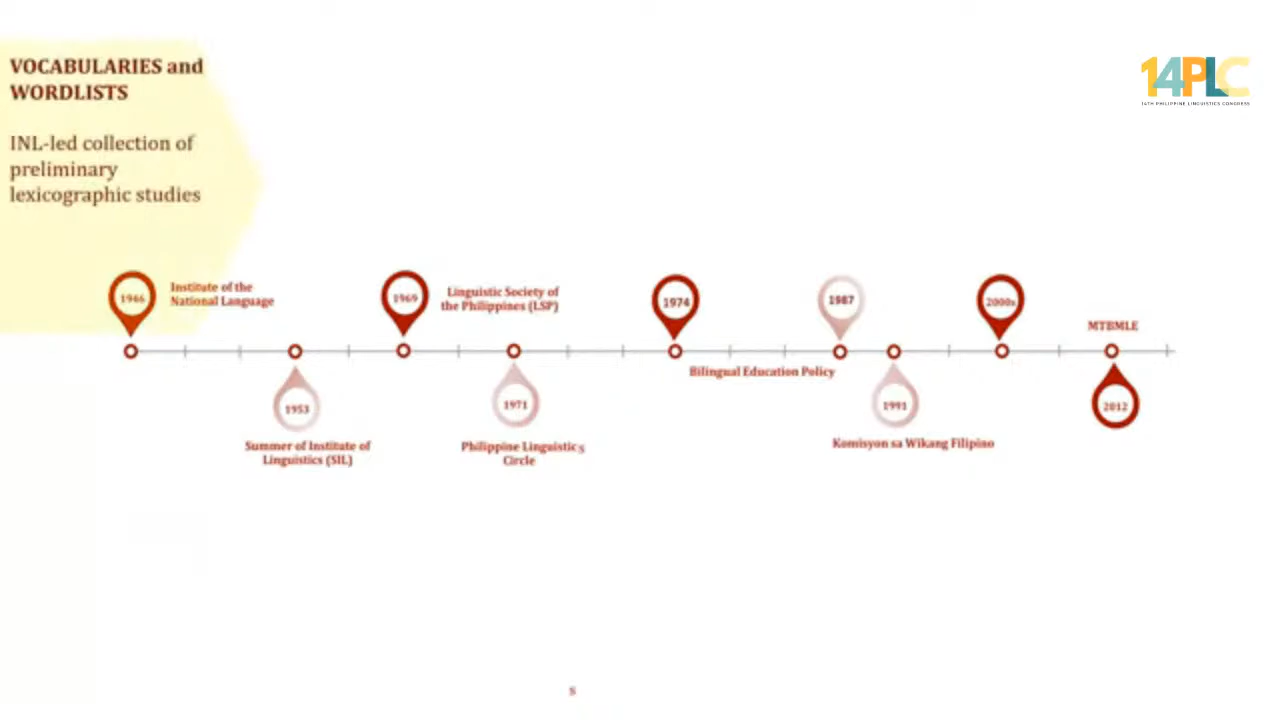 VOCABULARIES and
WORDLISTS
INL-led collection of
preliminary
lexicographic studies
14PLC
14TH PHILIPPINE LINGUISTICS CONGRESS
1946
Institute of the
National Language
1969
Linguistic Society of
the Philippines (LSP)
1974
1987
2000s
MTBMLE
Bilingual Education Policy
1953
Summer of Institute of
Linguistics (SIL)
1971
Philippine Linguistics
Circle
1991
Komisyon sa Wikang Filipino
2012